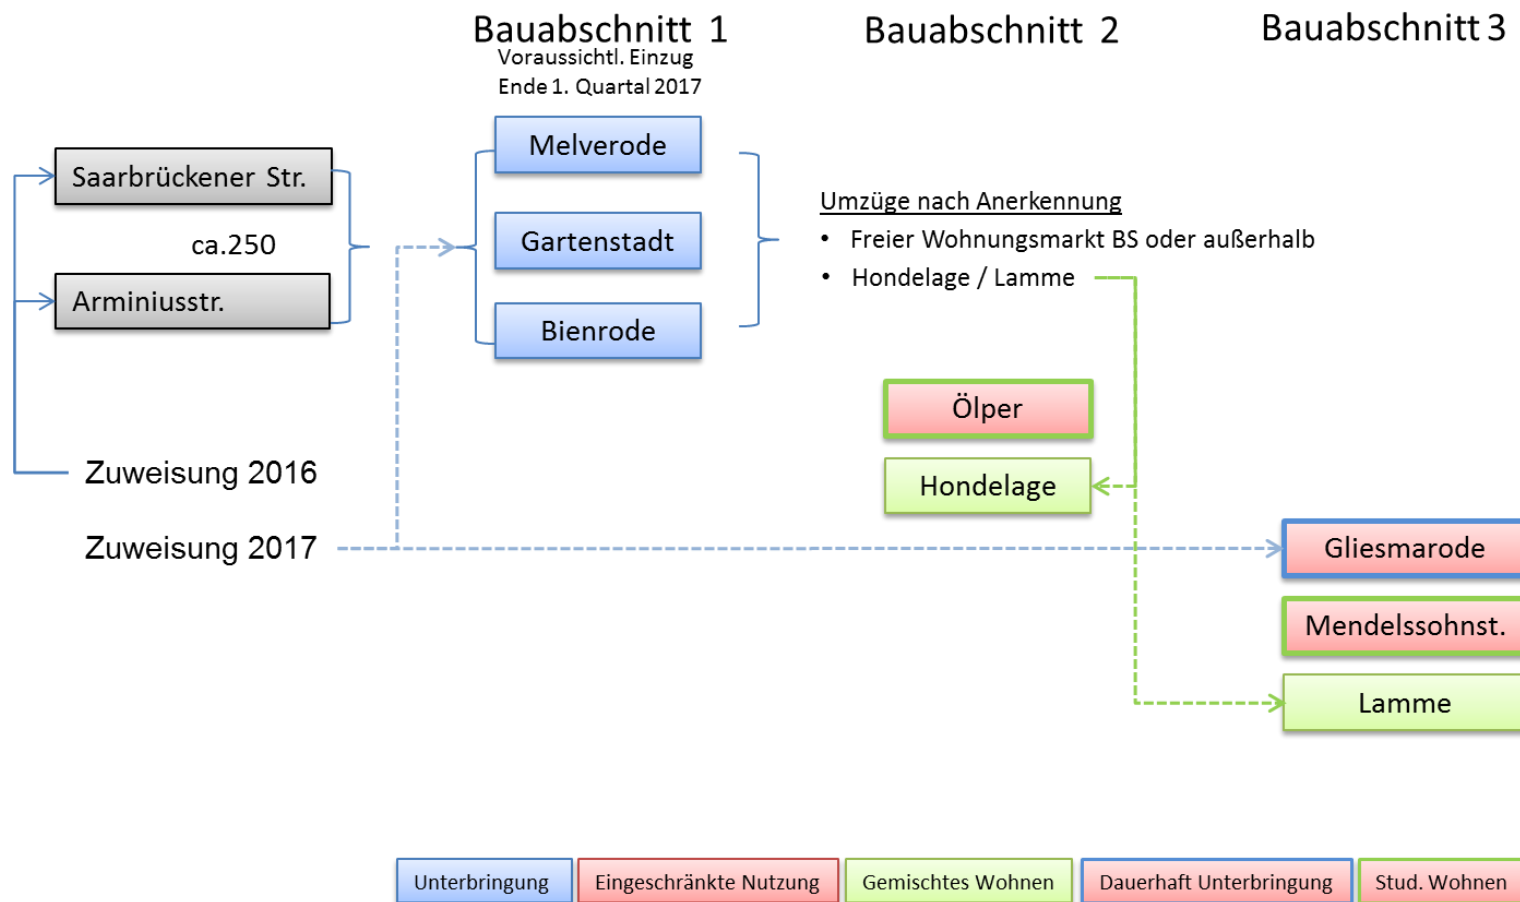 Bauabschnitt 1
Voraussichtl. Einzug
Ende 1. Quartal 2017
Bauabschnitt 2
Bauabschnitt 3
Saarbrückener Str.
ca.250
Arminiusstr.
Zuweisung 2016
Zuweisung 2017
Melverode
Gartenstadt
Bienrode
Umzüge nach Anerkennung
• Freier Wohnungsmarkt BS oder außerhalb
• Hondelage / Lamme
Ölper
Hondelage
Gliesmarode
Mendelssohnst.
Lamme
Unterbringung
Eingeschränkte Nutzung
Gemischtes Wohnen
Dauerhaft Unterbringung
Stud. Wohnen